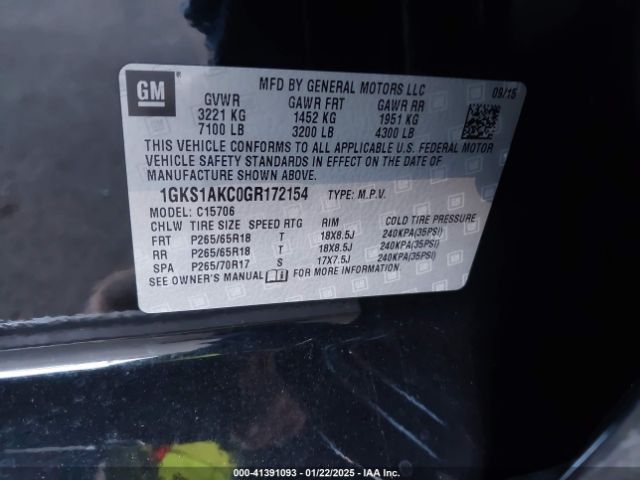 GM
MFD BY GENERAL MOTORS LLC
09/15
GVWR GAWR FRT GAWR RR
3221 KG 1452 KG 1951 KG
7100 LB 3200 LB 4300 LB
THIS VEHICLE CONFORMS TO ALL APPLICABLE U.S. FEDERAL MOTOR
VEHICLE SAFETY STANDARDS IN EFFECT ON THE DATE OF
MANUFACTURE SHOWN ABOVE.
1GKS1AKC0GR172154 TYPE: M.P.V.
MODEL: C15706
CHLW TIRE SIZE SPEED RTG RIM COLD TIRE PRESSURE
FRT P265/65R18 T 18X8.5J 240KPA(35PSI)
RR P265/65R18 T 18X8.5J 240KPA(35PSI)
SPA P265/70R17 S 17X7.5J 240KPA(35PSI)
SEE OWNER'S MANUAL FOR MORE INFORMATION.
000-41391093 - 01/22/2025 - IAA Inc.